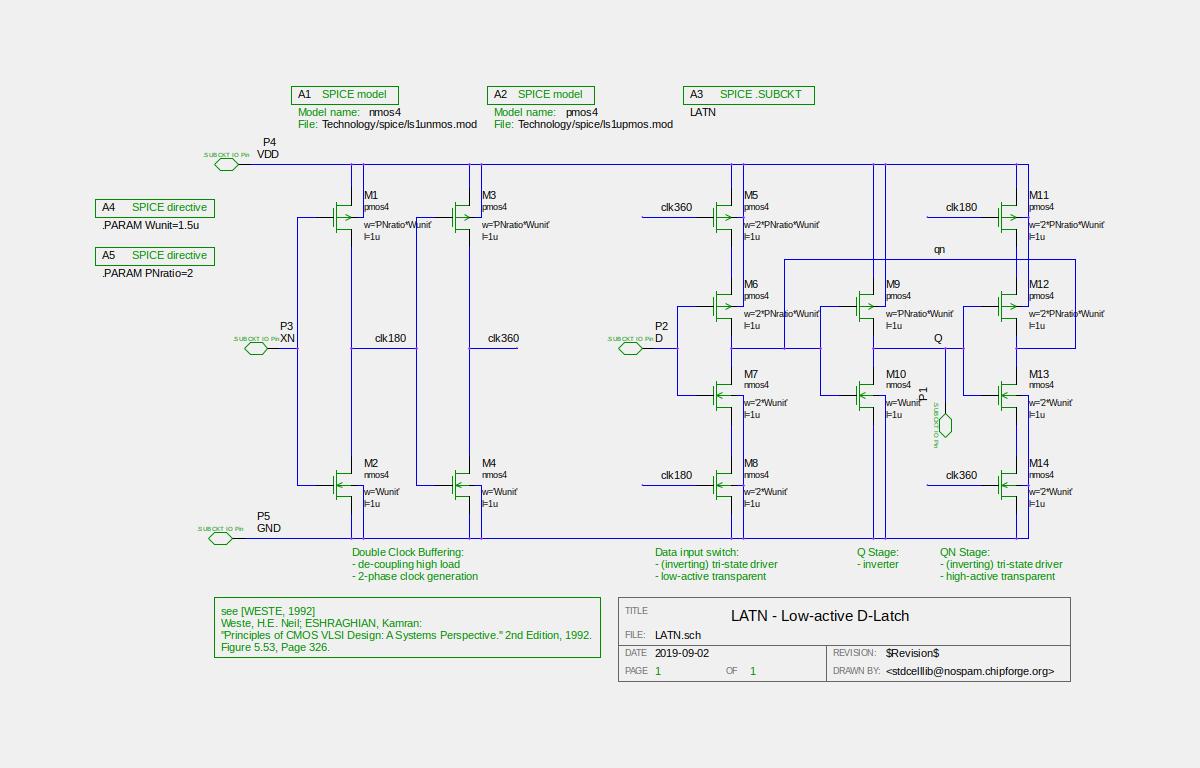 A1 SPICE model
Model name: nmos4
File: Technology/spice/ls1unmos.mod
A2 SPICE model
Model name: pmos4
File: Technology/spice/ls1upmos.mod
A3 SPICE .SUBCKT
LATN
P4
.SUBCKT IO Pin VDD
A4 SPICE directive
.PARAM Wunit=1.5u
A5 SPICE directive
.PARAM PNratio=2
M1
pmos4
w='PNratio*Wunit'
l=1u
M3
pmos4
w='PNratio*Wunit'
l=1u
clk360
M5
pmos4
w='2*PNratio*Wunit'
l=1u
clk180
M11
pmos4
w='2*PNratio*Wunit'
l=1u
qn
M6
pmos4
w='2*PNratio*Wunit'
l=1u
M9
pmos4
w='PNratio*Wunit'
l=1u
M12
pmos4
w='2*PNratio*Wunit'
l=1u
P3
.SUBCKT IO Pin XN
clk180
clk360
P2
.SUBCKT IO Pin D
Q
M7
nmos4
w='2*Wunit'
l=1u
M10
nmos4
w='Wunit'
l=1u
P1
.SUBCKT IO Pin
M13
nmos4
w='2*Wunit'
l=1u
M2
nmos4
w='Wunit'
l=1u
M4
nmos4
w='Wunit'
l=1u
clk180
M8
nmos4
w='2*Wunit'
l=1u
clk360
M14
nmos4
w='2*Wunit'
l=1u
P5
.SUBCKT IO Pin GND
Double Clock Buffering:
- de-coupling high load
- 2-phase clock generation
Data input switch:
- (inverting) tri-state driver
- low-active transparent
Q Stage:
- inverter
QN Stage:
- (inverting) tri-state driver
- high-active transparent
see [WESTE, 1992]
Weste, H.E. Neil; ESHRAGHIAN, Kamran:
"Principles of CMOS VLSI Design: A Systems Perspective." 2nd Edition, 1992.
Figure 5.53, Page 326.
TITLE LATN - Low-active D-Latch
FILE: LATN.sch
DATE 2019-09-02
REVISION: $Revision$
PAGE 1 OF 1
DRAWN BY: <stdcelllib@nospam.chipforge.org>